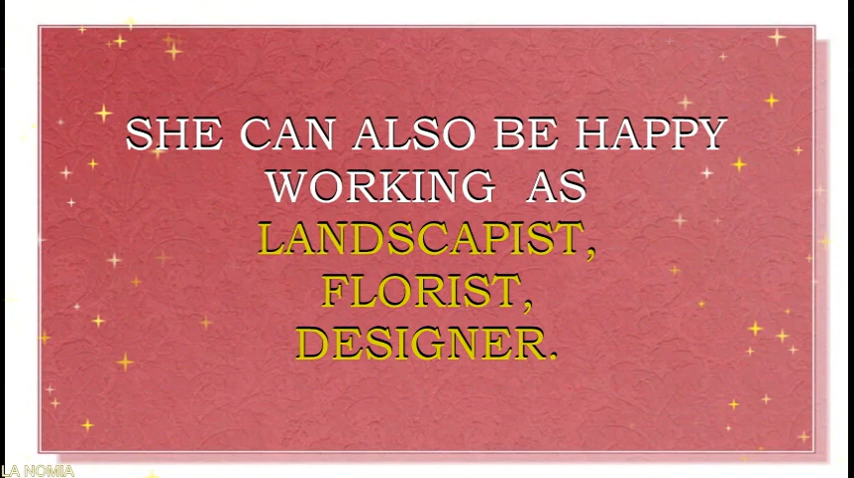 SHE CAN ALSO BE HAPPY
WORKING AS
LANDSCAPIST,
FLORIST,
DESIGNER.
LA NOMIA